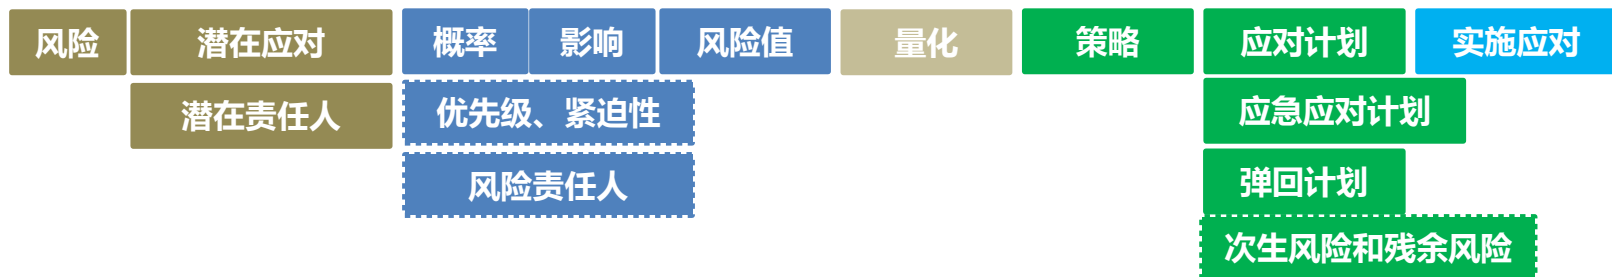 风险 潜在应对 概率 影响 风险值 量化 策略 应对计划 实施应对
潜在责任人 优先级、紧迫性 应急应对计划
风险责任人 弹回计划
次生风险和残余风险